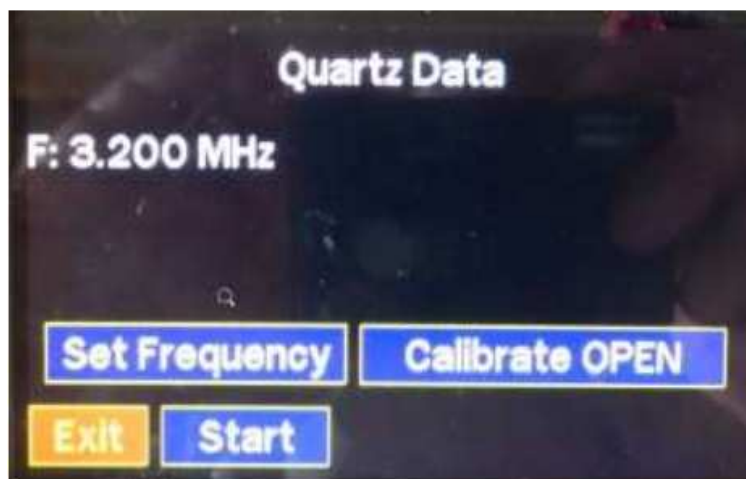 Quartz Data
F: 3.200 MHz
Set Frequency Calibrate OPEN
Exit Start